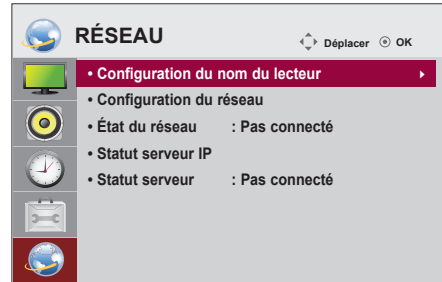 RÉSEAU
Déplacer OK
• Configuration du nom du lecteur
• Configuration du réseau
• État du réseau : Pas connecté
• Statut serveur IP
• Statut serveur : Pas connecté